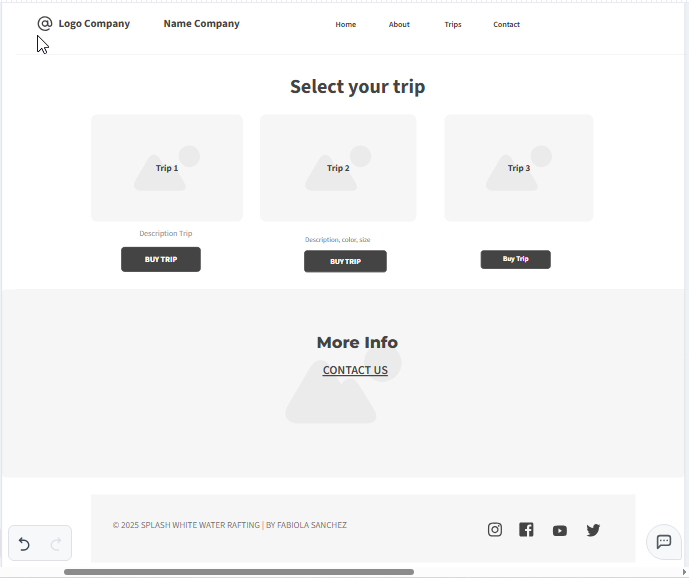 @ Logo Company Name Company Home About Trips Contact
Select your trip
Trip 1 Trip 2 Trip 3
Description Trip
Description, color, size
BUY TRIP BUY TRIP Buy Trip
More Info
CONTACT US
© 2025 SPLASH WHITE WATER RAFTING | BY FABIOLA SANCHEZ